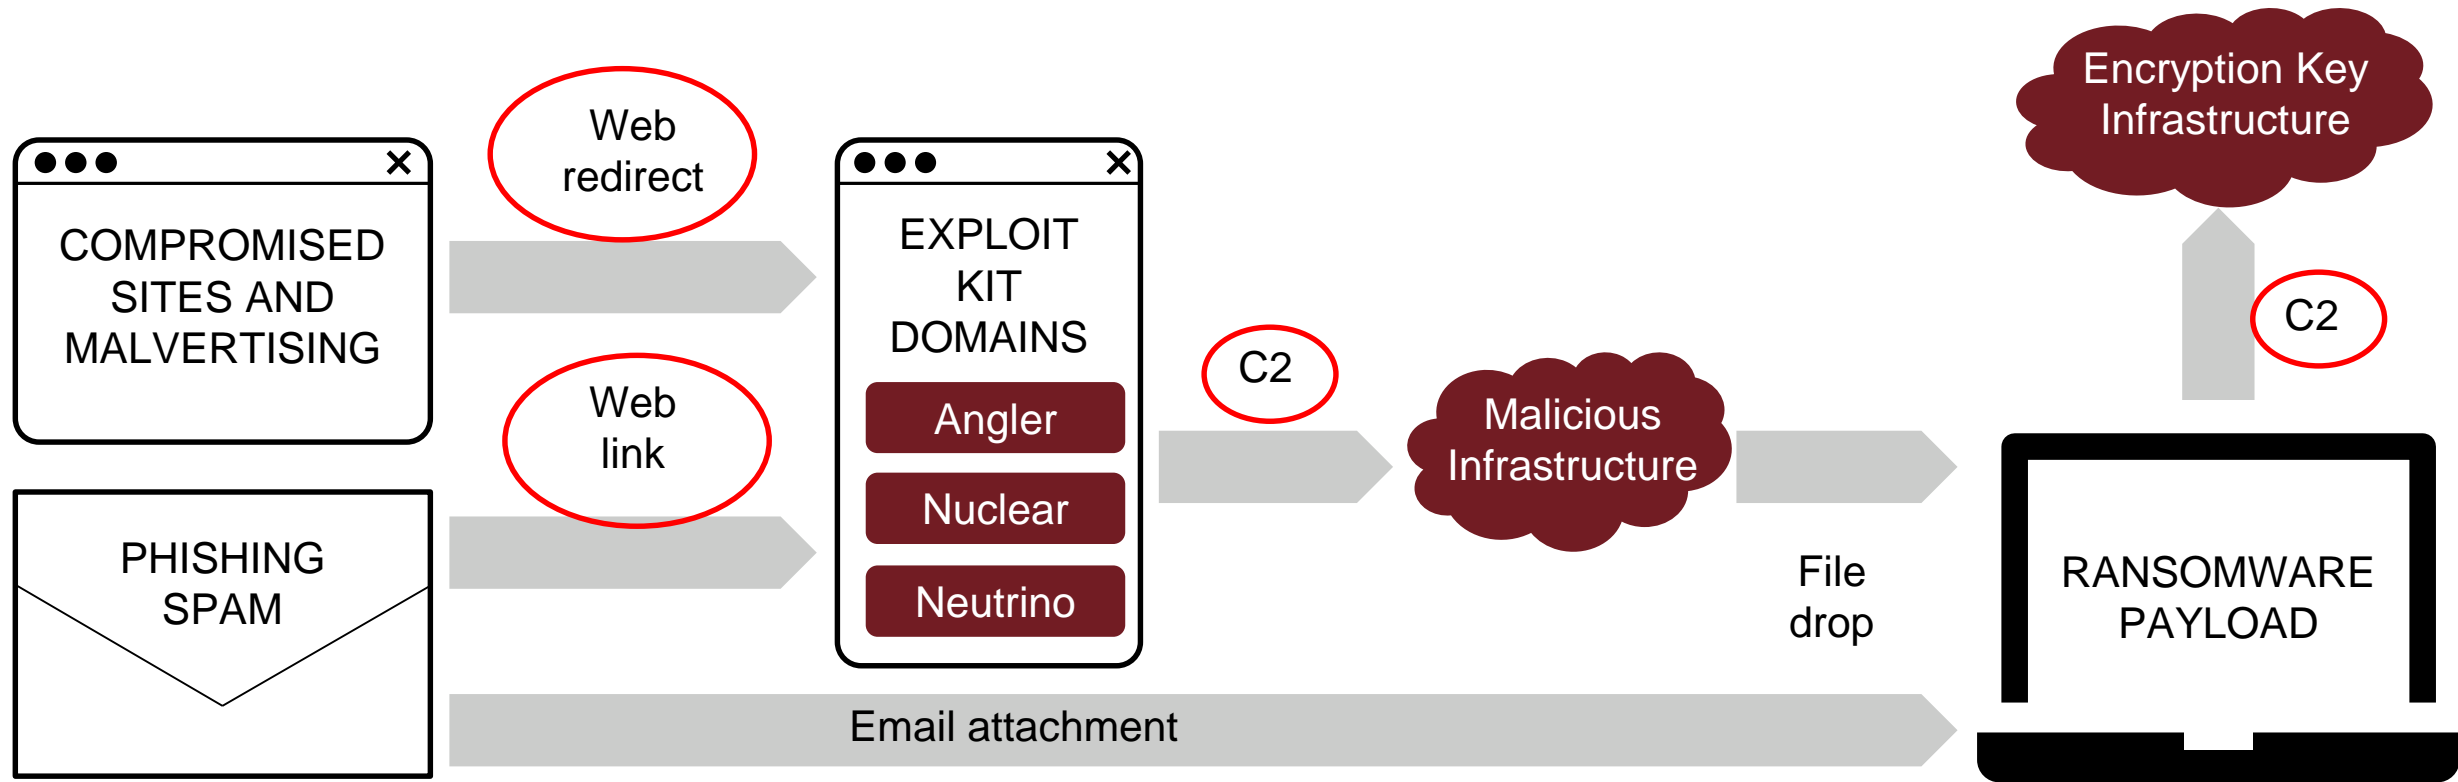 COMPROMISED
SITES AND
MALVERTISING
PHISHING
SPAM
Web
redirect
Web
link
EXPLOIT
KIT
DOMAINS
Angler
Nuclear
Neutrino
C2
Malicious
Infrastructure
File
drop
Email attachment
Encryption Key
Infrastructure
C2
RANSOMWARE
PAYLOAD